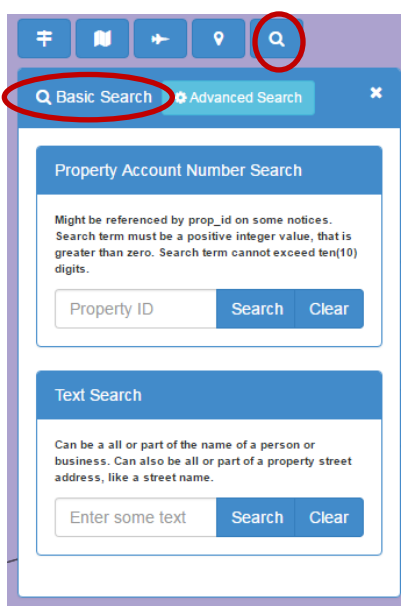 Basic Search Advanced Search
Property Account Number Search
Might be referenced by prop_id on some notices.
Search term must be a positive integer value, that is
greater than zero. Search term cannot exceed ten(10)
digits.
Property ID Search Clear
Text Search
Can be a all or part of the name of a person or
business. Can also be all or part of a property street
address, like a street name.
Enter some text Search Clear